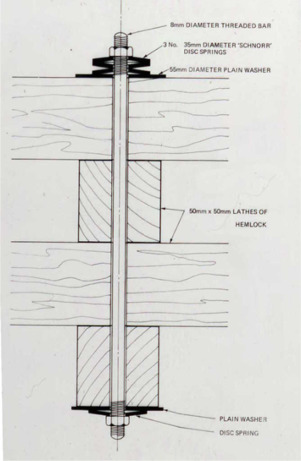 8mm DIAMETER THREADED BAR
3 No. 35mm DIAMETER 'SCHNORR'
DISC SPRINGS
55mm DIAMETER PLAIN WASHER
50mm x 50mm LATHES OF
HEMLOCK
PLAIN WASHER
DISC SPRING